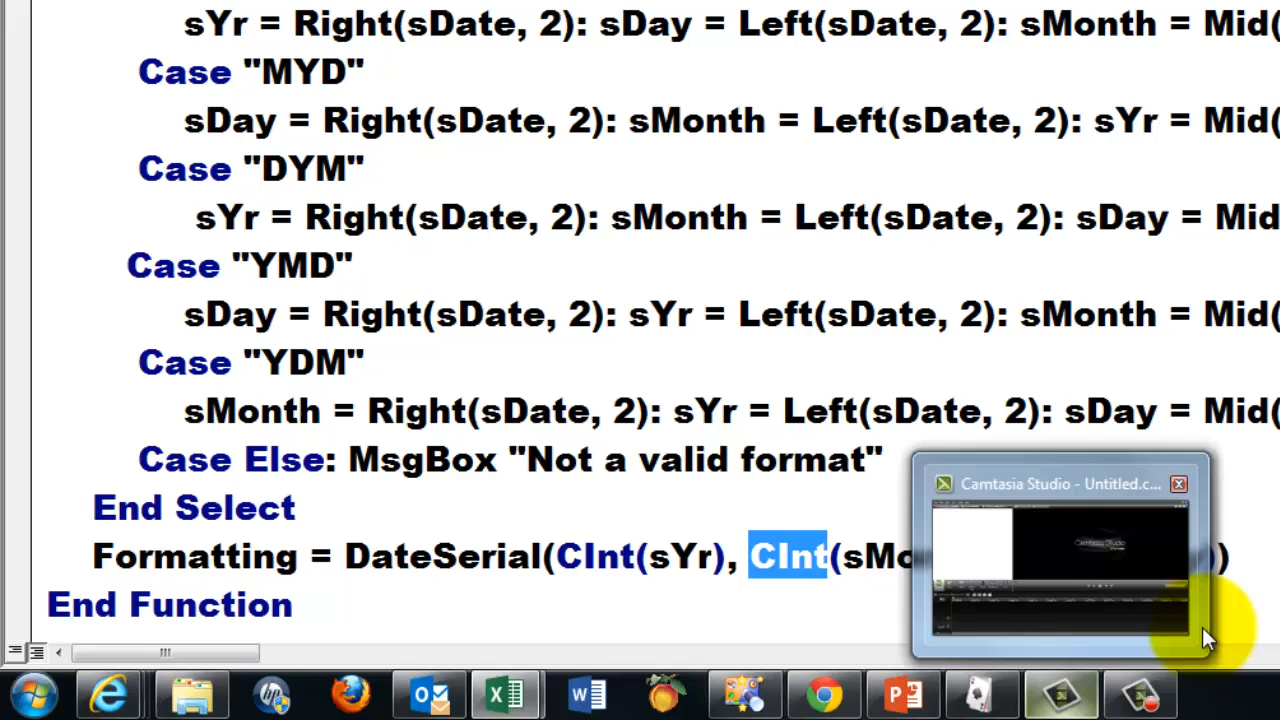 sYr = Right(sDate, 2): sDay = Left(sDate, 2): sMonth = Mid(
Case "MYD"
sDay = Right(sDate, 2): sMonth = Left(sDate, 2): sYr = Mid(
Case "DYM"
sYr = Right(sDate, 2): sMonth = Left(sDate, 2): sDay = Mid
Case "YMD"
sDay = Right(sDate, 2): sYr = Left(sDate, 2): sMonth = Mid(
Case "YDM"
sMonth = Right(sDate, 2): sYr = Left(sDate, 2): sDay = Mid(
Case Else: MsgBox "Not a valid format"
Camtasia Studio - Untitled.c...
End Select
Formatting = DateSerial(CInt(sYr), CInt(sMo ))
End Function